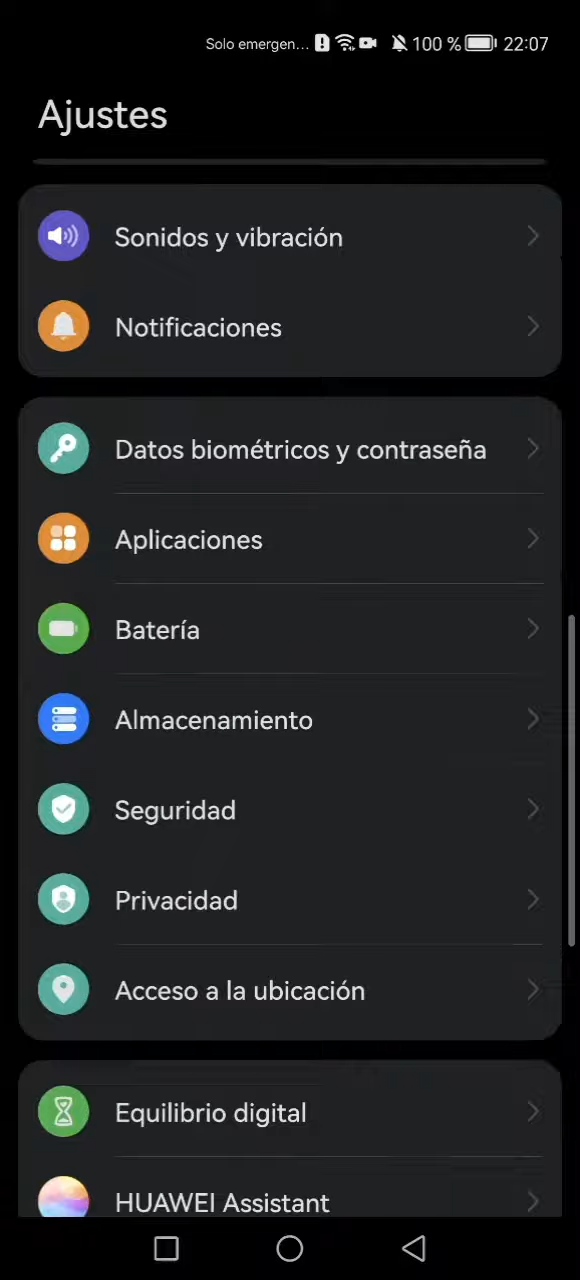 Solo emergen... 100 % 22:07
Ajustes
Sonidos y vibración
Notificaciones
Datos biométricos y contraseña
Aplicaciones
Batería
Almacenamiento
Seguridad
Privacidad
Acceso a la ubicación
Equilibrio digital
HUAWEI Assistant